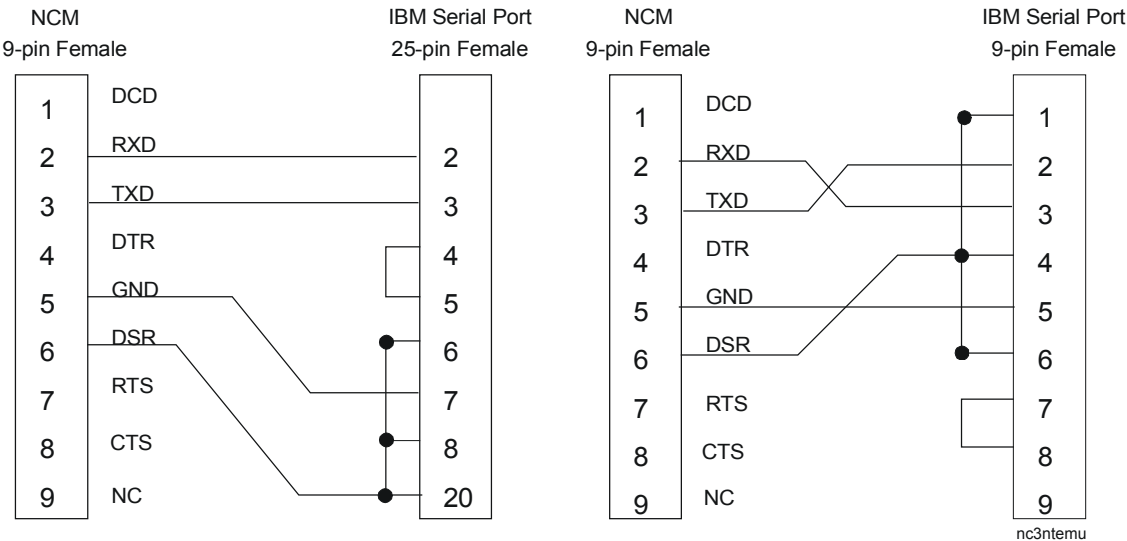 NCM IBM Serial Port
9-pin Female 25-pin Female
1 DCD
2 RXD 2
3 TXD 3
4 DTR 4
5 GND 5
6 DSR 6
7 RTS 7
8 CTS 8
9 NC 20
NCM IBM Serial Port
9-pin Female 9-pin Female
1 DCD 1
2 RXD 2
3 TXD 3
4 DTR 4
5 GND 5
6 DSR 6
7 RTS 7
8 CTS 8
9 NC 9
nc3ntemu